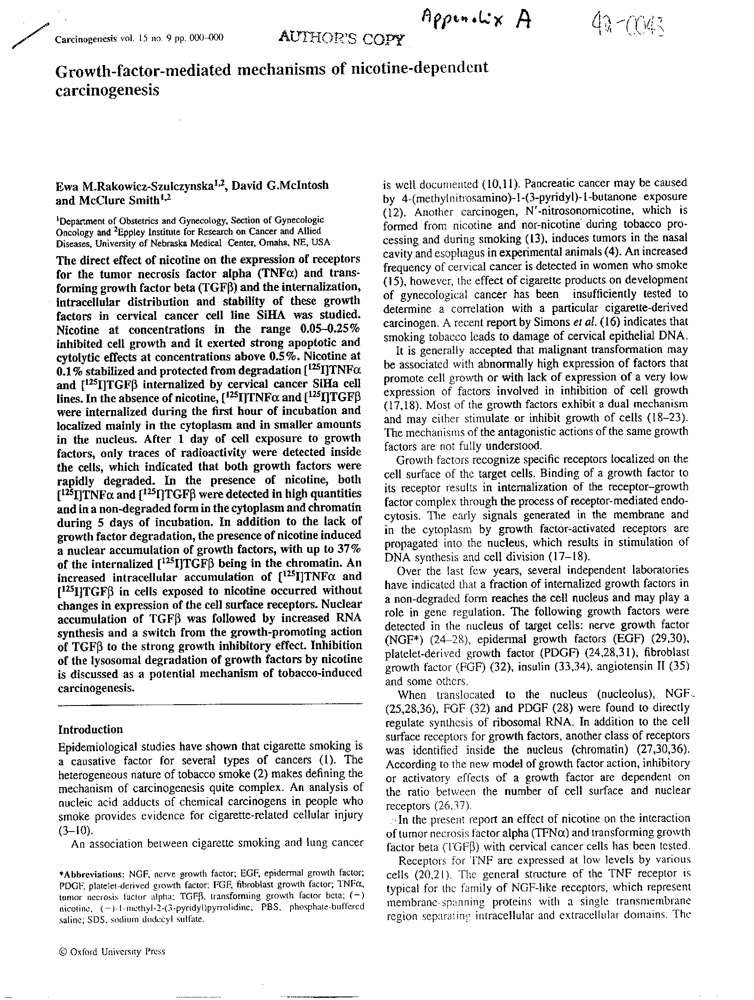 Appendix A
42-0043
Carcinogenesis vol. 15 no. 9 pp. 000–000
AUTHOR'S COPY
Growth-factor-mediated mechanisms of nicotine-dependent
carcinogenesis
Ewa M.Rakowicz-Szulczynska1,2, David G.McIntosh
and McClure Smith1,2
1Department of Obstetrics and Gynecology, Section of Gynecologic
Oncology and 2Eppley Institute for Research on Cancer and Allied
Diseases, University of Nebraska Medical Center, Omaha, NE, USA
The direct effect of nicotine on the expression of receptors
for the tumor necrosis factor alpha (TNFα) and trans-
forming growth factor beta (TGFβ) and the internalization,
intracellular distribution and stability of these growth
factors in cervical cancer cell line SiHA was studied.
Nicotine at concentrations in the range 0.05–0.25%
inhibited cell growth and it exerted strong apoptotic and
cytolytic effects at concentrations above 0.5%. Nicotine at
0.1% stabilized and protected from degradation [125I]TNFα
and [125I]TGFβ internalized by cervical cancer SiHa cell
lines. In the absence of nicotine, [125I]TNFα and [125I]TGFβ
were internalized during the first hour of incubation and
localized mainly in the cytoplasm and in smaller amounts
in the nucleus. After 1 day of cell exposure to growth
factors, only traces of radioactivity were detected inside
the cells, which indicated that both growth factors were
rapidly degraded. In the presence of nicotine, both
[125I]TNFα and [125I]TGFβ were detected in high quantities
and in a non-degraded form in the cytoplasm and chromatin
during 5 days of incubation. In addition to the lack of
growth factor degradation, the presence of nicotine induced
a nuclear accumulation of growth factors, with up to 37%
of the internalized [125I]TGFβ being in the chromatin. An
increased intracellular accumulation of [125I]TNFα and
[125I]TGFβ in cells exposed to nicotine occurred without
changes in expression of the cell surface receptors. Nuclear
accumulation of TGFβ was followed by increased RNA
synthesis and a switch from the growth-promoting action
of TGFβ to the strong growth inhibitory effect. Inhibition
of the lysosomal degradation of growth factors by nicotine
is discussed as a potential mechanism of tobacco-induced
carcinogenesis.
Introduction
Epidemiological studies have shown that cigarette smoking is
a causative factor for several types of cancers (1). The
heterogeneous nature of tobacco smoke (2) makes defining the
mechanism of carcinogenesis quite complex. An analysis of
nucleic acid adducts of chemical carcinogens in people who
smoke provides evidence for cigarette-related cellular injury
(3–10).
An association between cigarette smoking and lung cancer
*Abbreviations: NGF, nerve growth factor; EGF, epidermal growth factor;
PDGF, platelet-derived growth factor; FGF, fibroblast growth factor; TNFα,
tumor necrosis factor alpha; TGFβ, transforming growth factor beta; (−)
nicotine, (−)-1-methyl-2-(3-pyridyl)pyrrolidine; PBS, phosphate-buffered
saline; SDS, sodium dodecyl sulfate.
© Oxford University Press
is well documented (10,11). Pancreatic cancer may be caused
by 4-(methylnitrosamino)-1-(3-pyridyl)-1-butanone exposure
(12). Another carcinogen, N′-nitrosonornicotine, which is
formed from nicotine and nor-nicotine during tobacco pro-
cessing and during smoking (13), induces tumors in the nasal
cavity and esophagus in experimental animals (4). An increased
frequency of cervical cancer is detected in women who smoke
(15), however, the effect of cigarette products on development
of gynecological cancer has been insufficiently tested to
determine a correlation with a particular cigarette-derived
carcinogen. A recent report by Simons et al. (16) indicates that
smoking tobacco leads to damage of cervical epithelial DNA.
It is generally accepted that malignant transformation may
be associated with abnormally high expression of factors that
promote cell growth or with lack of expression of a very low
expression of factors involved in inhibition of cell growth
(17,18). Most of the growth factors exhibit a dual mechanism
and may either stimulate or inhibit growth of cells (18–23).
The mechanisms of the antagonistic actions of the same growth
factors are not fully understood.
Growth factors recognize specific receptors localized on the
cell surface of the target cells. Binding of a growth factor to
its receptor results in internalization of the receptor–growth
factor complex through the process of receptor-mediated endo-
cytosis. The early signals generated in the membrane and
in the cytoplasm by growth factor-activated receptors are
propagated into the nucleus, which results in stimulation of
DNA synthesis and cell division (17–18).
Over the last few years, several independent laboratories
have indicated that a fraction of internalized growth factors in
a non-degraded form reaches the cell nucleus and may play a
role in gene regulation. The following growth factors were
detected in the nucleus of target cells: nerve growth factor
(NGF*) (24–28), epidermal growth factors (EGF) (29,30),
platelet-derived growth factor (PDGF) (24,28,31), fibroblast
growth factor (FGF) (32), insulin (33,34), angiotensin II (35)
and some others.
When translocated to the nucleus (nucleolus), NGF
(25,28,36), FGF (32) and PDGF (28) were found to directly
regulate synthesis of ribosomal RNA. In addition to the cell
surface receptors for growth factors, another class of receptors
was identified inside the nucleus (chromatin) (27,30,36).
According to the new model of growth factor action, inhibitory
or activatory effects of a growth factor are dependent on
the ratio between the number of cell surface and nuclear
receptors (26,37).
In the present report an effect of nicotine on the interaction
of tumor necrosis factor alpha (TFNα) and transforming growth
factor beta (TGFβ) with cervical cancer cells has been tested.
Receptors for TNF are expressed at low levels by various
cells (20,21). The general structure of the TNF receptor is
typical for the family of NGF-like receptors, which represent
membrane-spanning proteins with a single transmembrane
region separating intracellular and extracellular domains. The